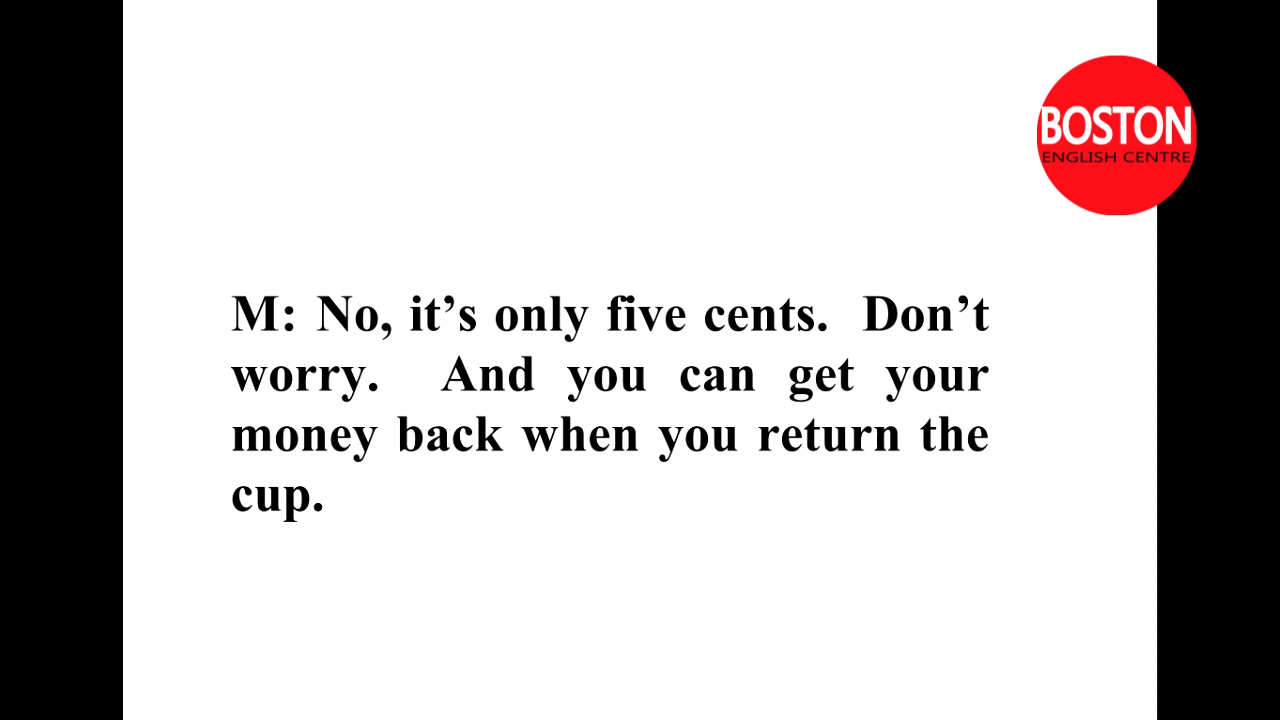 BOSTON
ENGLISH CENTRE
M: No, it’s only five cents. Don’t
worry. And you can get your
money back when you return the
cup.